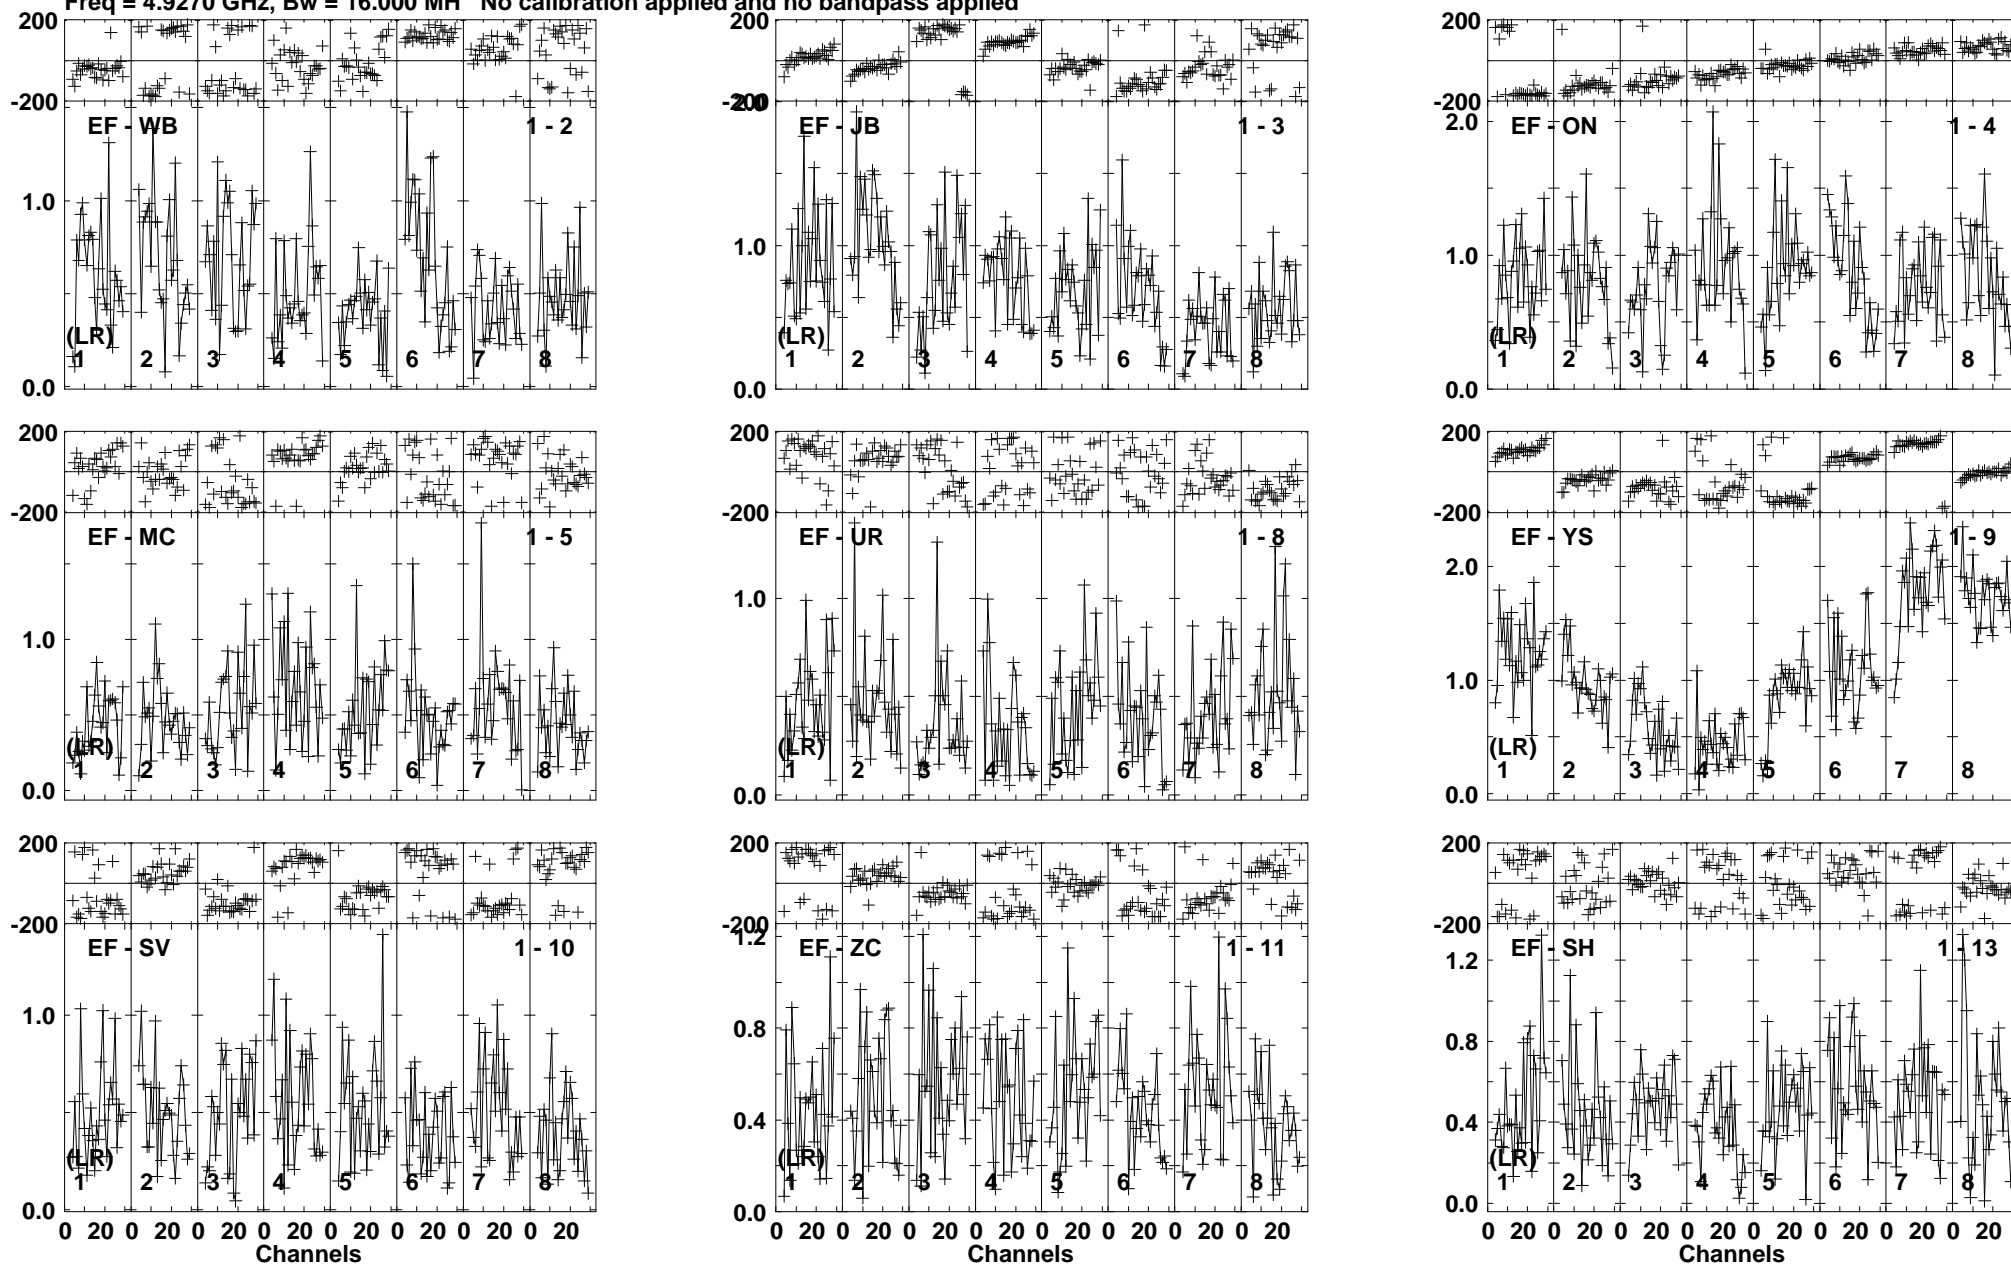 Freq = 4.9270 GHz, Bw = 16.000 MH No calibration applied and no bandpass applied
200
-200
EF - WB 1 - 2
1.0
0.0
(LR)
1 2 3 4 5 6 7 8
200
-200
2.0
EF - JB 1 - 3
1.0
0.0
(LR)
1 2 3 4 5 6 7 8
200
-200
2.0
EF - ON 1 - 4
1.0
0.0
(LR)
1 2 3 4 5 6 7 8
200
-200
EF - MC 1 - 5
1.0
0.0
(LR)
1 2 3 4 5 6 7 8
200
-200
EF - UR 1 - 8
1.0
0.0
(LR)
1 2 3 4 5 6 7 8
200
-200
EF - YS 1 - 9
2.0
1.0
0.0
(LR)
1 2 3 4 5 6 7 8
200
-200
EF - SV 1 - 10
1.0
0.0
(LR)
1 2 3 4 5 6 7 8
0 20 0 20 0 20 0 20 0 20 0 20 0 20 0 20
Channels
200
-200
1.2
EF - ZC 1 - 11
0.8
0.4
0.0
(LR)
1 2 3 4 5 6 7 8
0 20 0 20 0 20 0 20 0 20 0 20 0 20 0 20
Channels
200
-200
EF - SH 1 - 13
1.2
0.8
0.4
0.0
(LR)
1 2 3 4 5 6 7 8
0 20 0 20 0 20 0 20 0 20 0 20 0 20 0 20
Channels